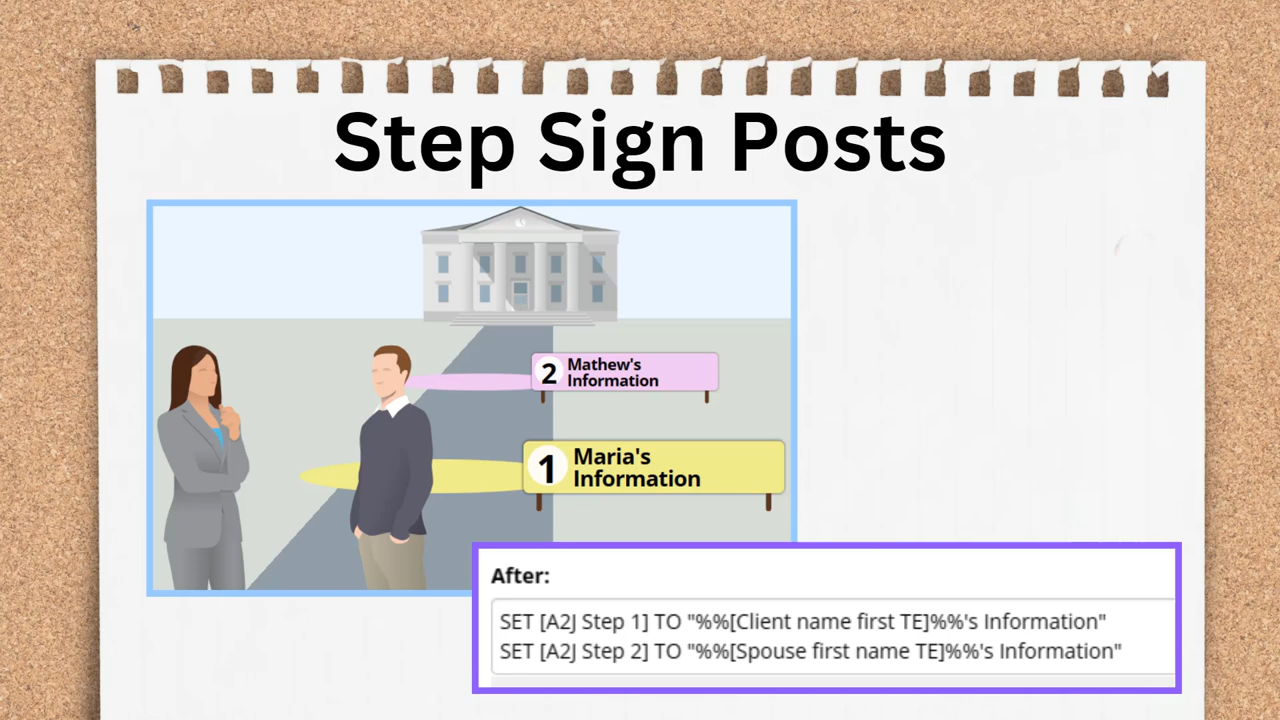 Step Sign Posts
2
Mathew's
Information
1
Maria's
Information
After:
SET [A2J Step 1] TO "%%[Client name first TE]%%'s Information"
SET [A2J Step 2] TO "%%[Spouse first name TE]%%'s Information"